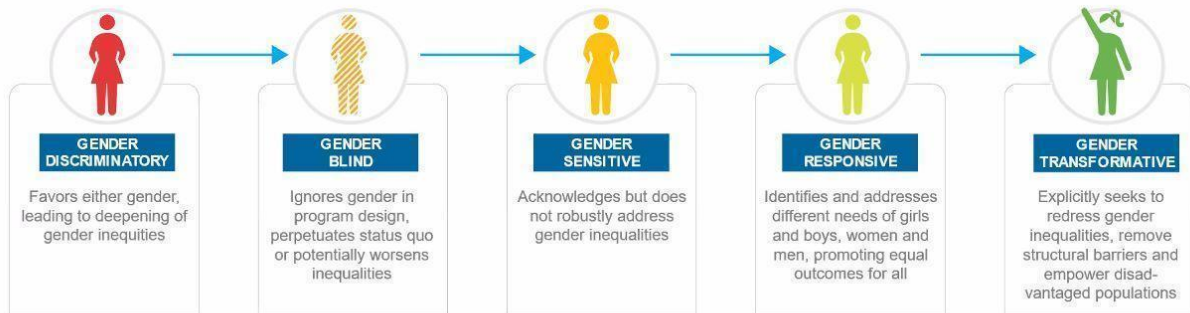 GENDER
DISCRIMINATORY
Favors either gender,
leading to deepening of
gender inequities
GENDER
BLIND
Ignores gender in
program design,
perpetuates status quo
or potentially worsens
inequalities
GENDER
SENSITIVE
Acknowledges but does
not robustly address
gender inequalities
GENDER
RESPONSIVE
Identifies and addresses
different needs of girls
and boys, women and
men, promoting equal
outcomes for all
GENDER
TRANSFORMATIVE
Explicitly seeks to
redress gender
inequalities, remove
structural barriers and
empower disad-
vantaged populations